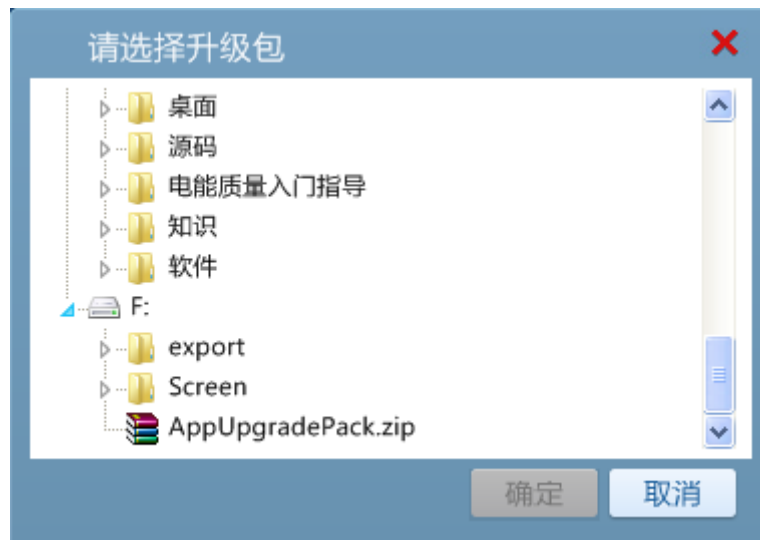 请选择升级包
桌面
源码
电能质量入门指导
知识
软件
F:
export
Screen
AppUpgradePack.zip
确定 取消